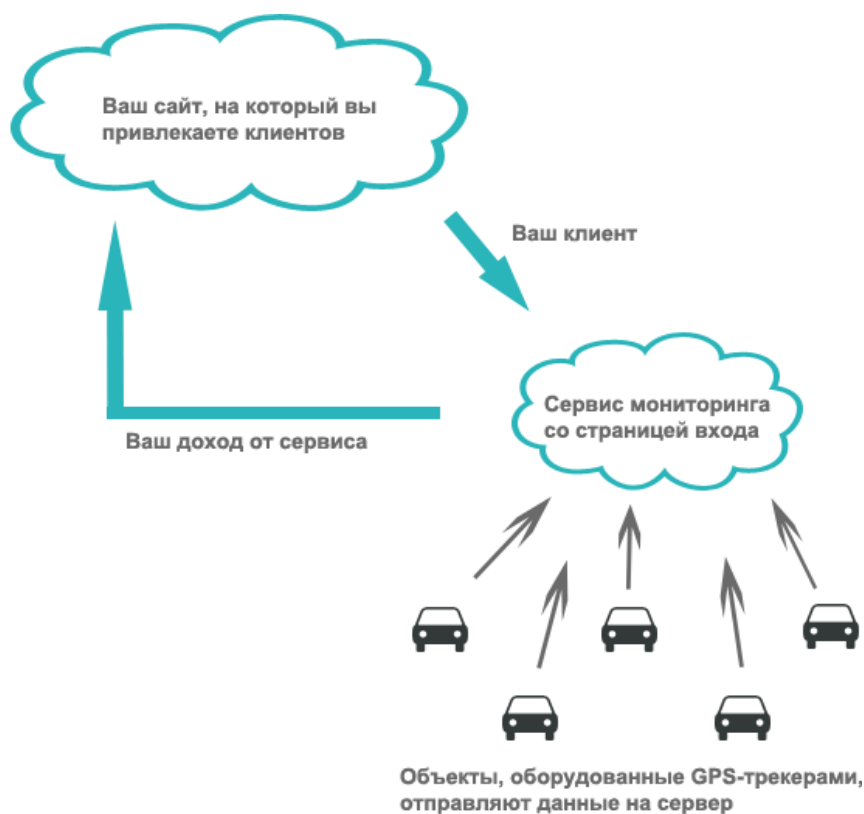 Ваш сайт, на который вы
привлекаете клиентов
Ваш клиент
Сервис мониторинга
со страницей входа
Ваш доход от сервиса
Объекты, оборудованные GPS-трекерами,
отправляют данные на сервер